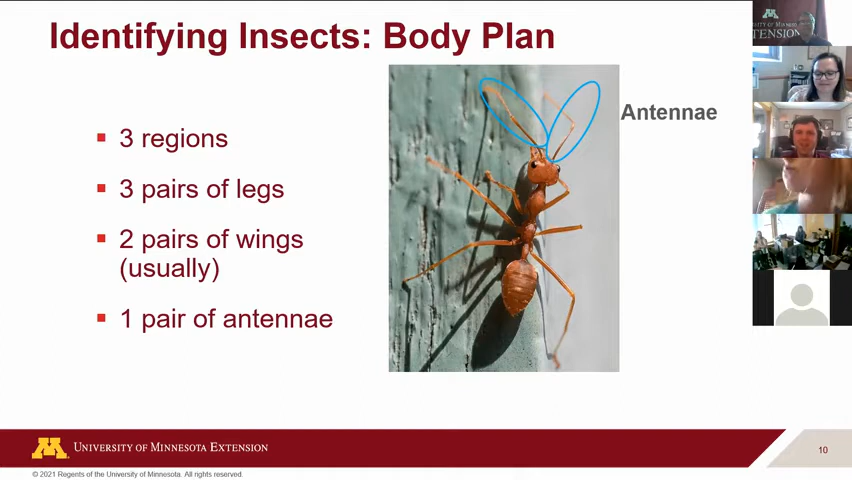 Identifying Insects: Body Plan
3 regions
3 pairs of legs
2 pairs of wings
(usually)
1 pair of antennae
Antennae
UNIVERSITY OF MINNESOTA EXTENSION
10
© 2021 Regents of the University of Minnesota. All rights reserved.
EXTENSION